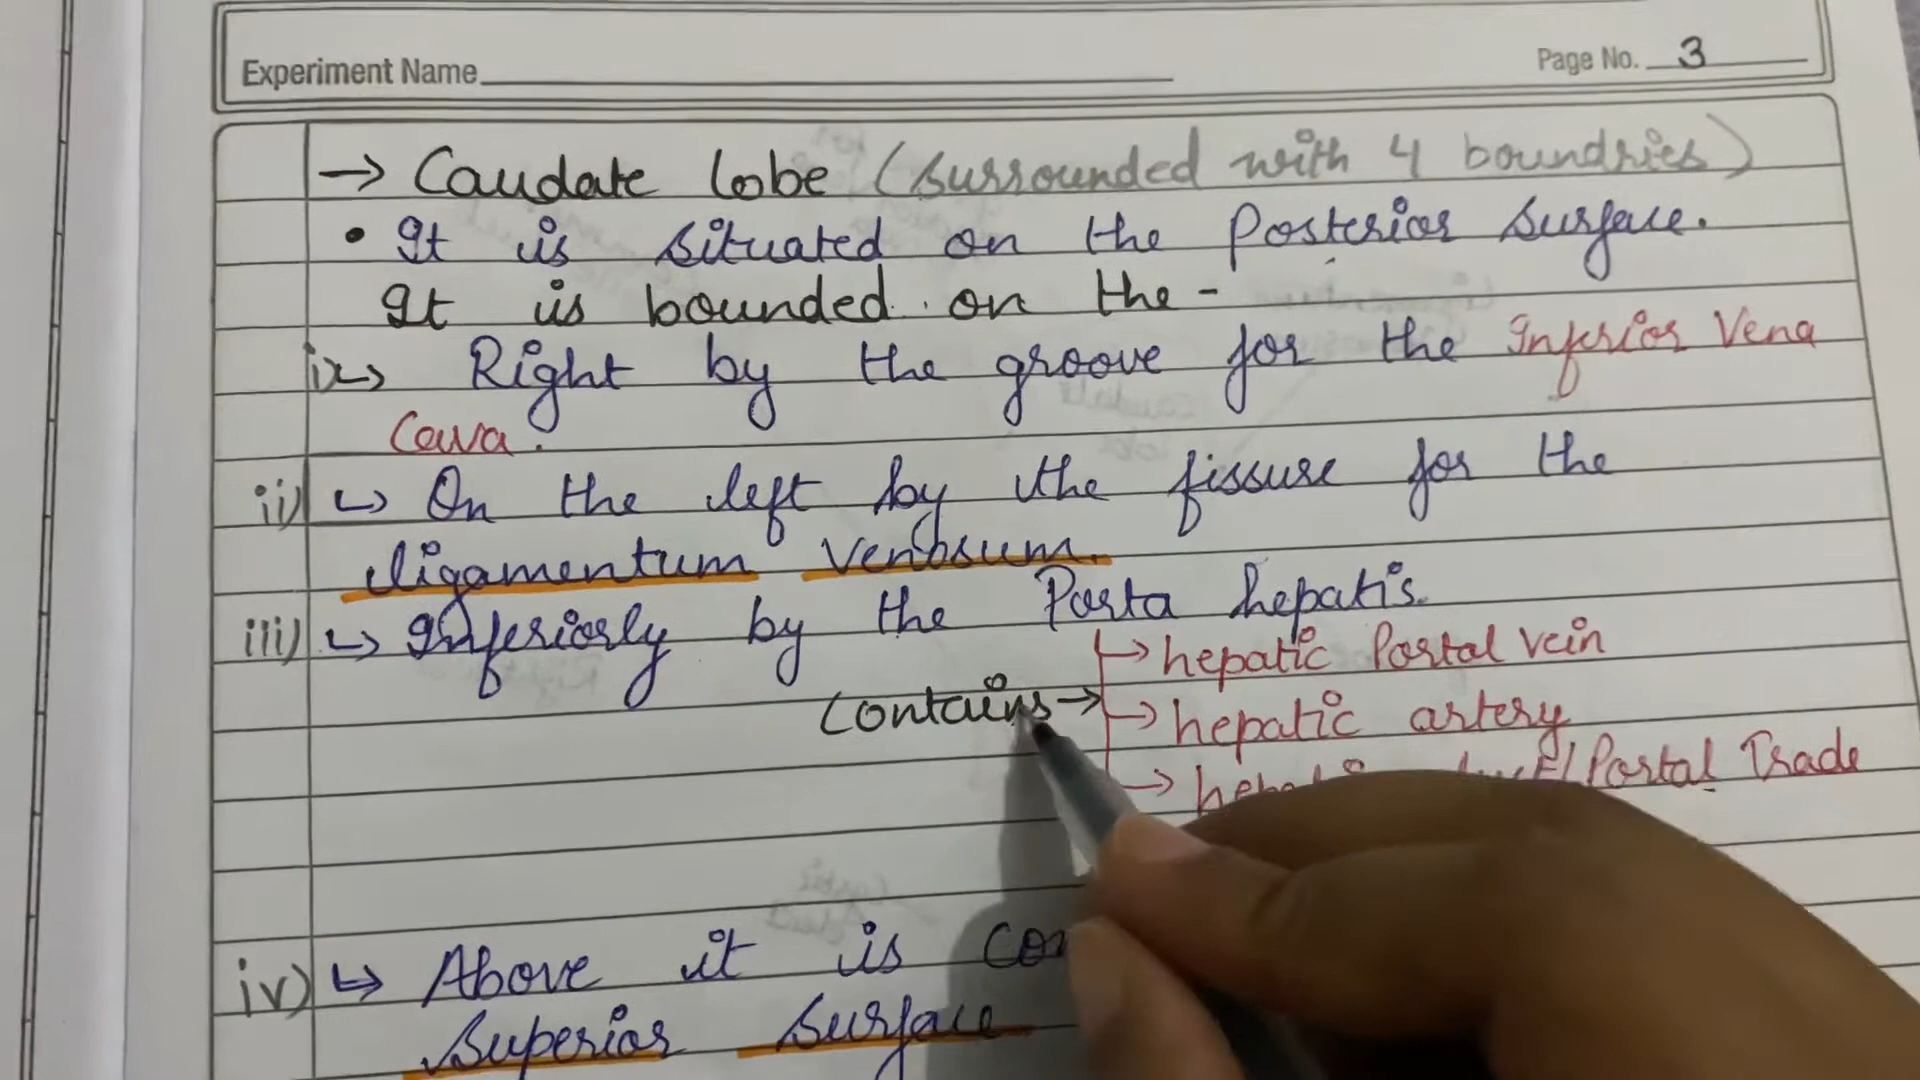 Experiment Name
Page No. 3
→ Caudate lobe (surrounded with 4 boundries)
• It is situated on the Posterior surface.
It is bounded on the -
i↳ Right by the groove for the Inferior Vena
Cava.
ii) ↳ On the left by the fissure for the
ligamentum venosum.
iii) ↳ Inferiorly by the Porta hepatis.
→ hepatic Portal vein
Contains → → hepatic artery
→ /Portal Trade
iv) ↳ Above it is
Superior surface